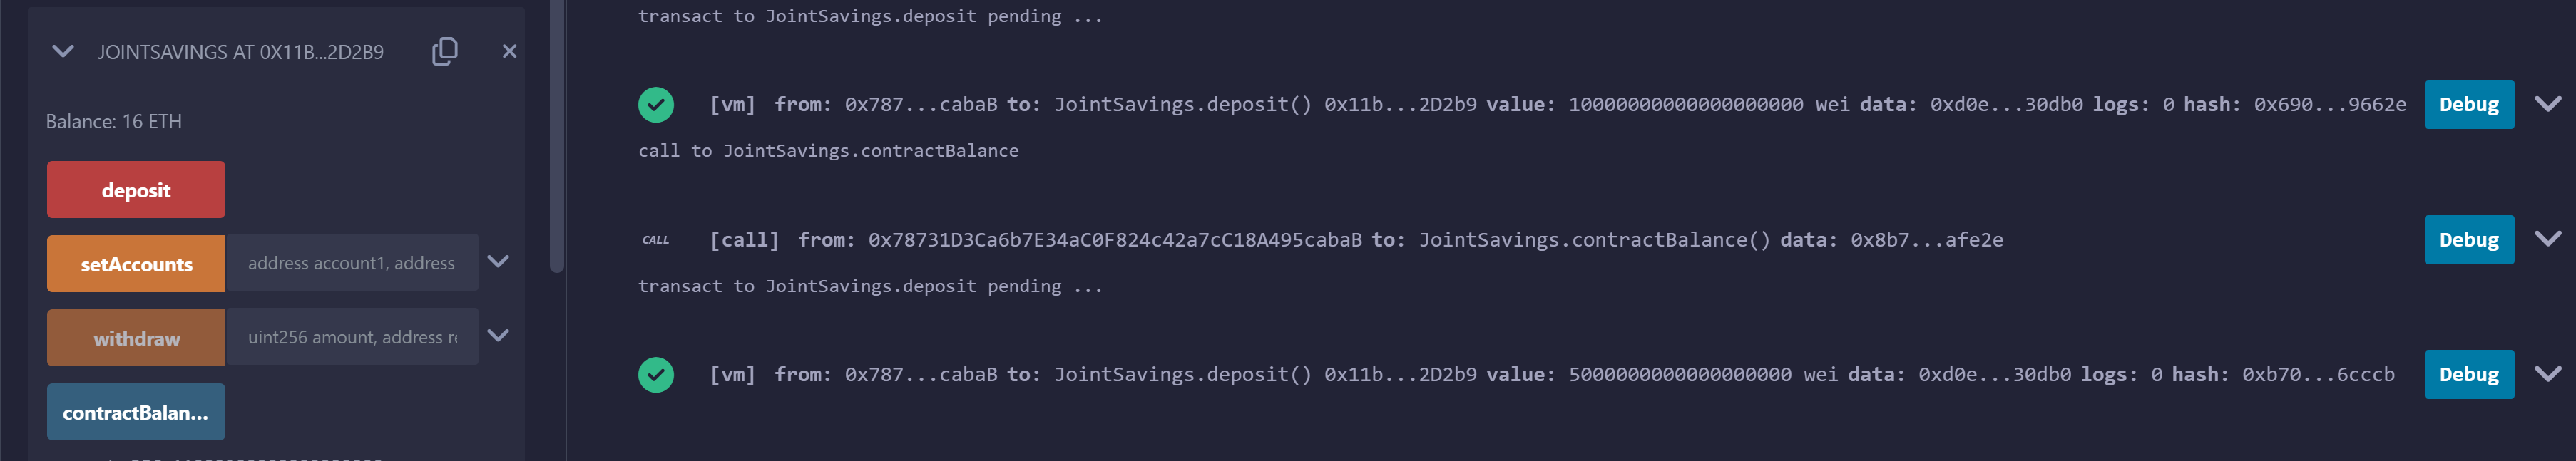 JOINTSAVINGS AT 0X11B...2D2B9
Balance: 16 ETH
deposit
setAccounts address account1, address
withdraw uint256 amount, address re
contractBalan...
transact to JointSavings.deposit pending ...
[vm] from: 0x787...cabaB to: JointSavings.deposit() 0x11b...2D2b9 value: 10000000000000000000 wei data: 0xd0e...30db0 logs: 0 hash: 0x690...9662e Debug
call to JointSavings.contractBalance
CALL [call] from: 0x78731D3Ca6b7E34aC0F824c42a7cC18A495cabaB to: JointSavings.contractBalance() data: 0x8b7...afe2e Debug
transact to JointSavings.deposit pending ...
[vm] from: 0x787...cabaB to: JointSavings.deposit() 0x11b...2D2b9 value: 5000000000000000000 wei data: 0xd0e...30db0 logs: 0 hash: 0xb70...6cccb Debug